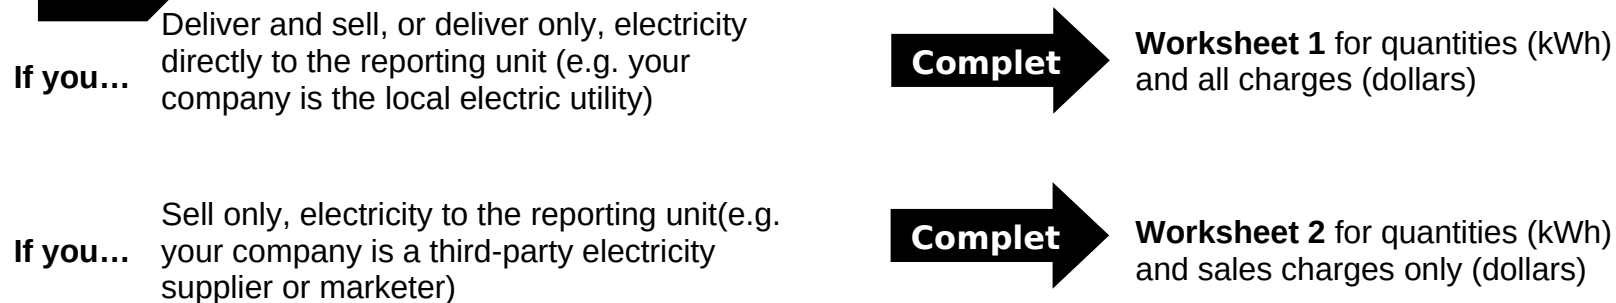 If you…
Deliver and sell, or deliver only, electricity
directly to the reporting unit (e.g. your
company is the local electric utility)
Complet
Worksheet 1 for quantities (kWh)
and all charges (dollars)
If you…
Sell only, electricity to the reporting unit(e.g.
your company is a third-party electricity
supplier or marketer)
Complet
Worksheet 2 for quantities (kWh)
and sales charges only (dollars)